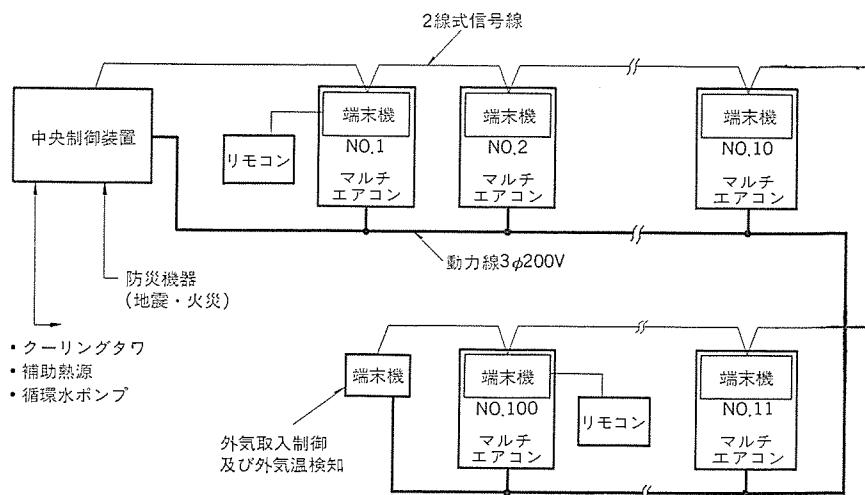 2線式信号線
中央制御装置
リモコン
端末機
NO.1
マルチ
エアコン
端末機
NO.2
マルチ
エアコン
端末機
NO.10
マルチ
エアコン
動力線3φ200V
防災機器
(地震・火災)
・クーリングタワ
・補助熱源
・循環水ポンプ
端末機
外気取入制御
及び外気温検知
端末機
NO.100
マルチ
エアコン
リモコン
端末機
NO.11
マルチ
エアコン